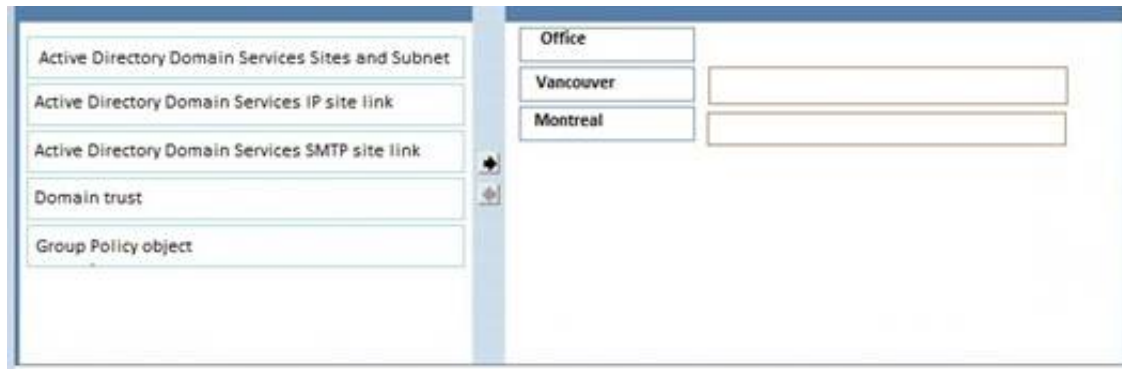 Active Directory Domain Services Sites and Subnet
Active Directory Domain Services IP site link
Active Directory Domain Services SMTP site link
Domain trust
Group Policy object
Office
Vancouver
Montreal